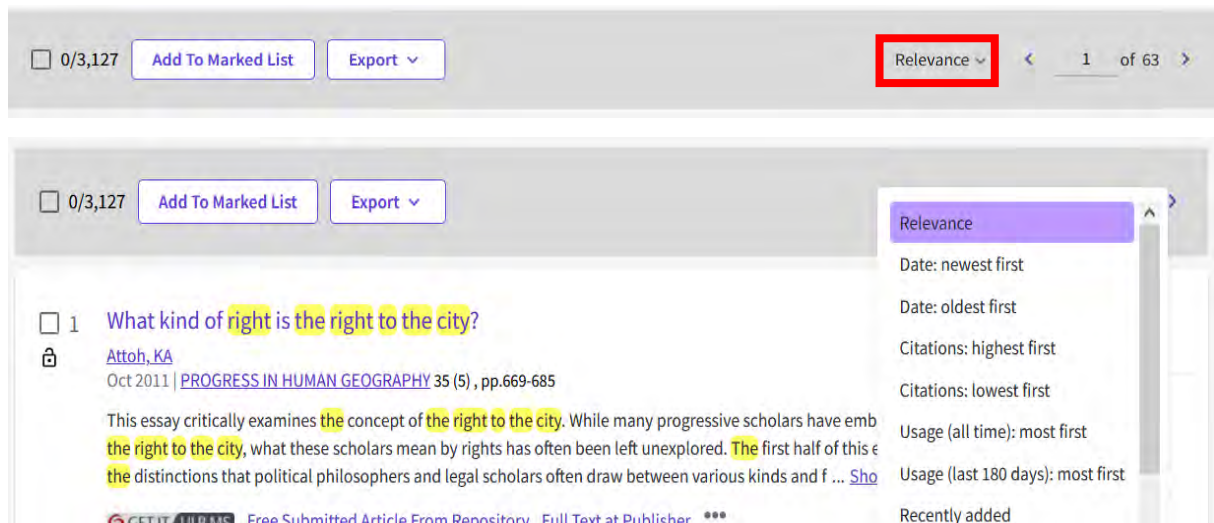 0/3,127 Add To Marked List Export Relevance 1 of 63
0/3,127 Add To Marked List Export
Relevance
Date: newest first
Date: oldest first
Citations: highest first
Citations: lowest first
Usage (all time): most first
Usage (last 180 days): most first
Recently added
1 What kind of right is the right to the city?
Attoh, KA
Oct 2011 | PROGRESS IN HUMAN GEOGRAPHY 35 (5) , pp.669-685
This essay critically examines the concept of the right to the city. While many progressive scholars have emb
the right to the city, what these scholars mean by rights has often been left unexplored. The first half of this e
the distinctions that political philosophers and legal scholars often draw between various kinds and f ... Sho
GET IT Free Submitted Article From Repository Full Text at Publisher